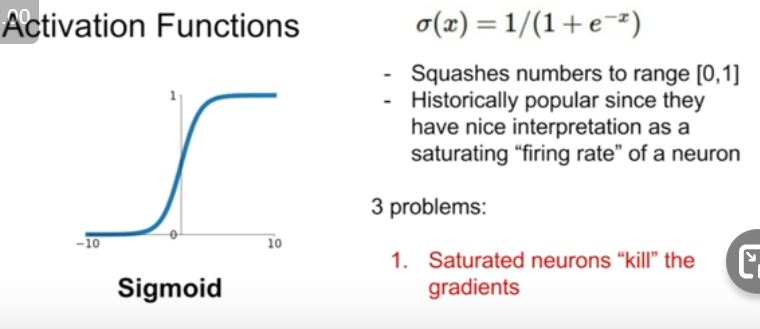 .00
Activation Functions
σ(x) = 1/(1 + e⁻ˣ)
- Squashes numbers to range [0,1]
- Historically popular since they
have nice interpretation as a
saturating “firing rate” of a neuron
1
0
−10
10
Sigmoid
3 problems:
1. Saturated neurons “kill” the
gradients